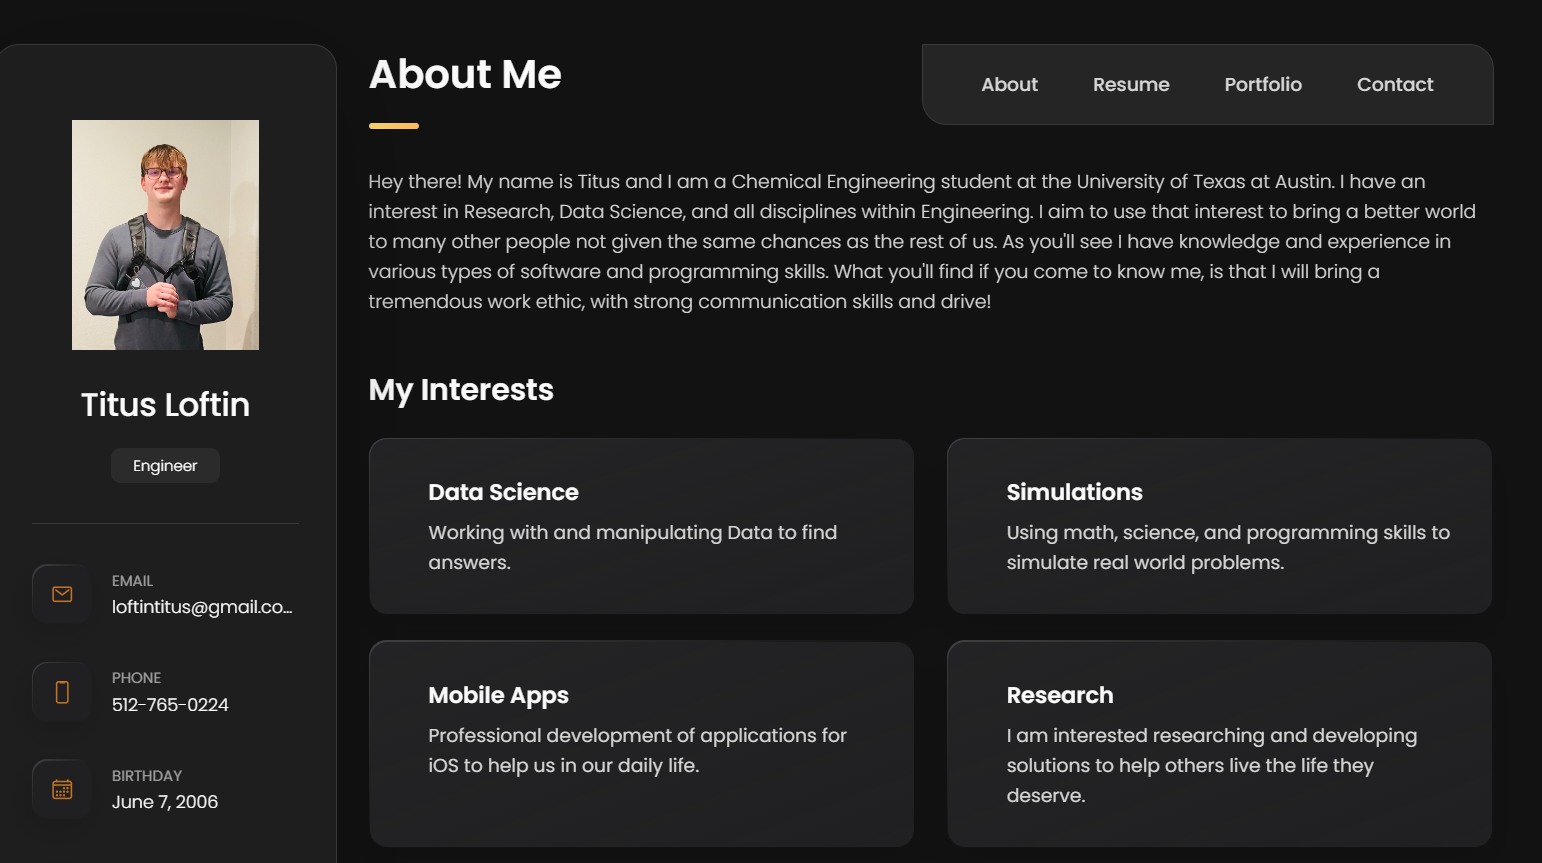 About Me
About Resume Portfolio Contact
Hey there! My name is Titus and I am a Chemical Engineering student at the University of Texas at Austin. I have an
interest in Research, Data Science, and all disciplines within Engineering. I aim to use that interest to bring a better world
to many other people not given the same chances as the rest of us. As you'll see I have knowledge and experience in
various types of software and programming skills. What you'll find if you come to know me, is that I will bring a
tremendous work ethic, with strong communication skills and drive!
Titus Loftin
Engineer
EMAIL
loftintitus@gmail.co...
PHONE
512-765-0224
BIRTHDAY
June 7, 2006
My Interests
Data Science
Working with and manipulating Data to find
answers.
Simulations
Using math, science, and programming skills to
simulate real world problems.
Mobile Apps
Professional development of applications for
iOS to help us in our daily life.
Research
I am interested researching and developing
solutions to help others live the life they
deserve.